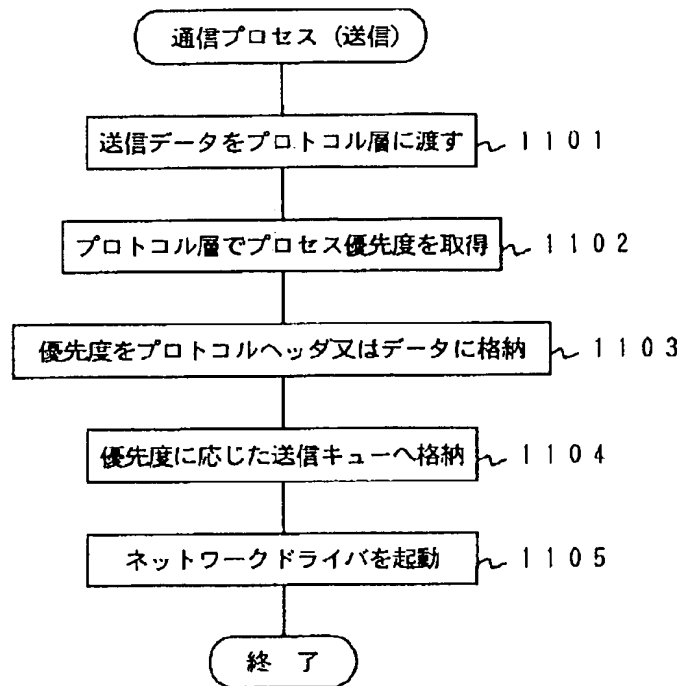 通信プロセス (送信)
送信データをプロトコル層に渡す 1101
プロトコル層でプロセス優先度を取得 1102
優先度をプロトコルヘッダ又はデータに格納 1103
優先度に応じた送信キューへ格納 1104
ネットワークドライバを起動 1105
終 了